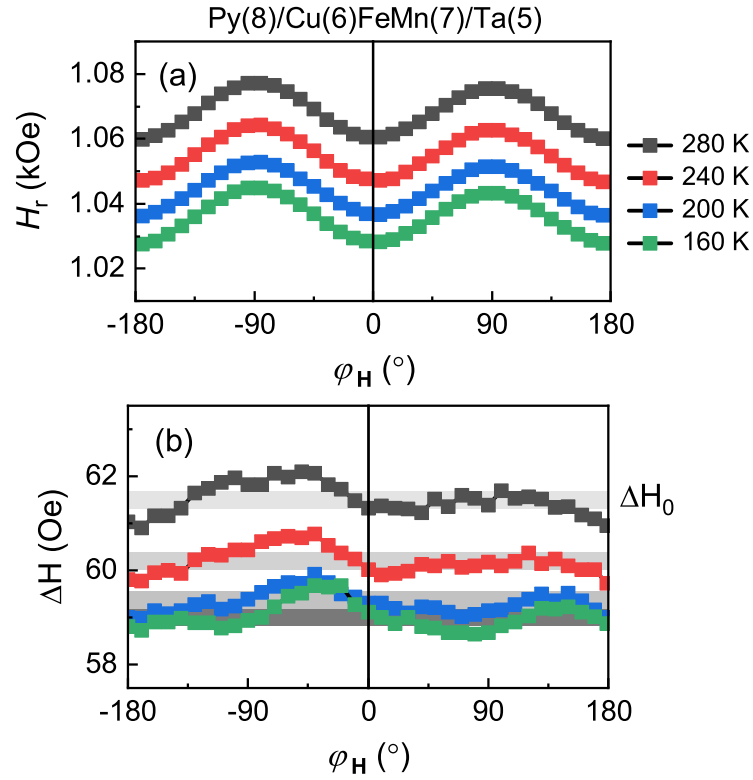 Py(8)/Cu(6)FeMn(7)/Ta(5)
(a)
1.08
1.06
1.04
1.02
Hr (kOe)
-180 -90 0 90 180
φH (°)
280 K
240 K
200 K
160 K
(b)
62
60
58
ΔH (Oe)
ΔH0
-180 -90 0 90 180
φH (°)